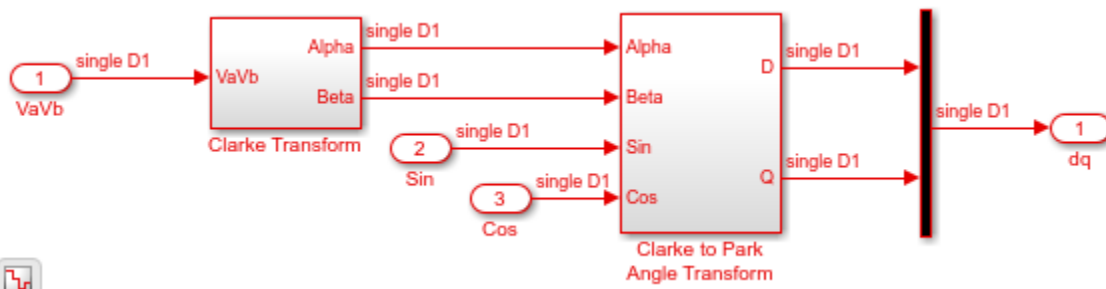 single D1
1
VaVb
VaVb
Alpha
Beta
Clarke Transform
single D1
single D1
single D1
2
Sin
single D1
3
Cos
Alpha
Beta
Sin
Cos
D
Q
Clarke to Park
Angle Transform
single D1
single D1
single D1
1
dq